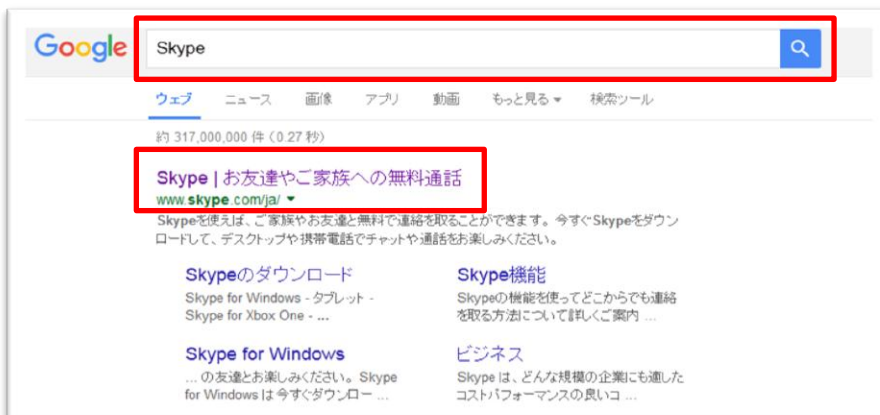 Google Skype
ウェブ ニュース 画像 アプリ 動画 もっと見る 検索ツール
約 317,000,000 件 (0.27 秒)
Skype | お友達やご家族への無料通話
www.skype.com/ja/
Skypeを使えば、ご家族やお友達と無料で連絡を取ることができます。今すぐSkypeをダウン
ロードして、デスクトップや携帯電話でチャットや通話をお楽しみください。
Skypeのダウンロード
Skype for Windows - タブレット -
Skype for Xbox One - ...
Skype機能
Skypeの機能を使ってどこからでも連絡
を取る方法について詳しくご案内 ...
Skype for Windows
... の友達とお楽しみください。Skype
for Windows は今すぐダウンロー ...
ビジネス
Skype は、どんな規模の企業にも適した
コストパフォーマンスの良いコ ...